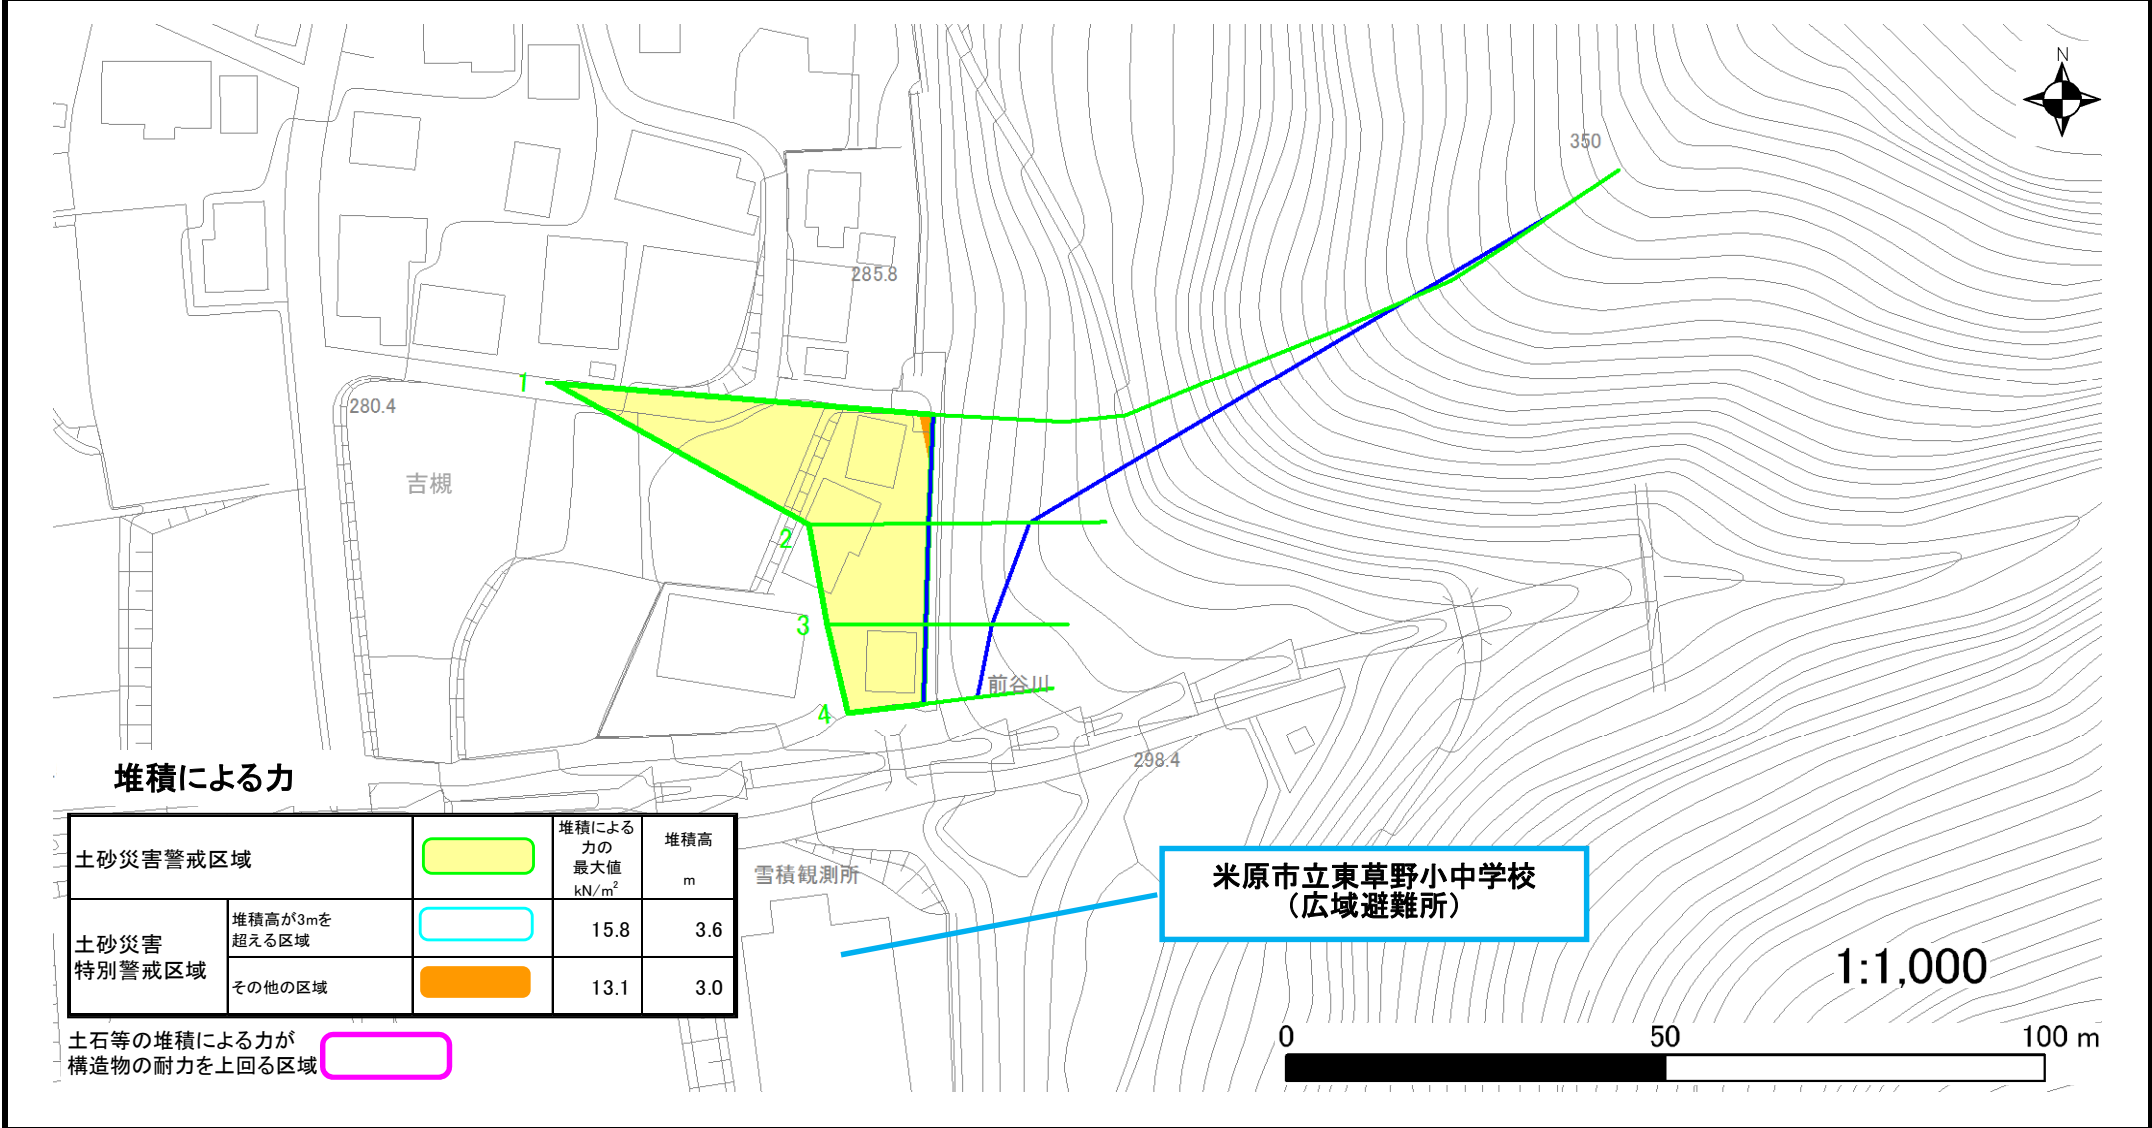 N
350
285.8
1
280.4
吉槻
2
3
前谷川
4
298.4
堆積による力
土砂災害警戒区域
堆積による
力の
最大値
kN/m²
堆積高
m
土砂災害
特別警戒区域
堆積高が3mを
超える区域
15.8
3.6
その他の区域
13.1
3.0
土石等の堆積による力が
構造物の耐力を上回る区域
雪積観測所
米原市立東草野小中学校
（広域避難所）
1:1,000
0
50
100 m